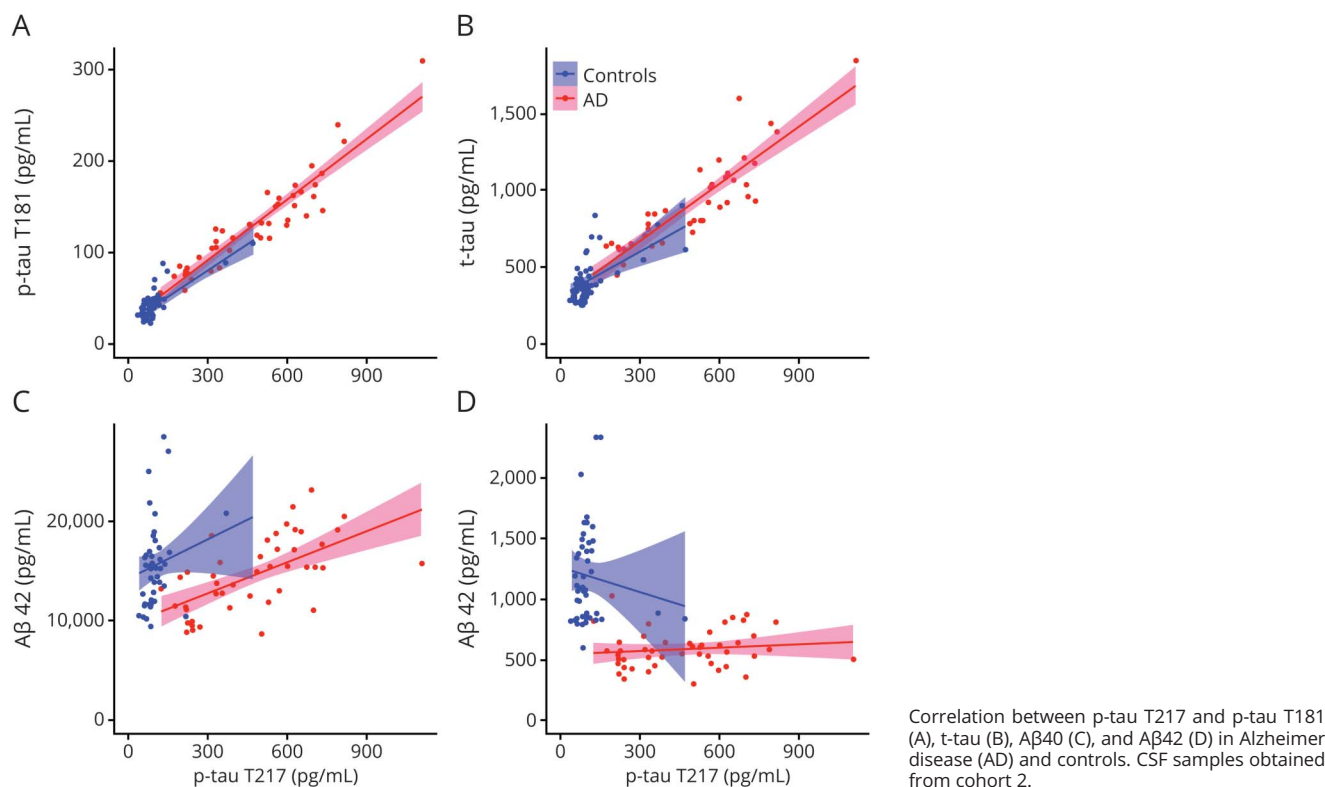 A
B
300
200
100
0
p-tau T181 (pg/mL)
0
300
600
900
Controls
AD
1,500
1,000
500
0
t-tau (pg/mL)
0
300
600
900
C
D
20,000
10,000
0
Aβ 42 (pg/mL)
p-tau T217 (pg/mL)
0
300
600
900
2,000
1,500
1,000
500
0
Aβ 42 (pg/mL)
0
300
600
900
p-tau T217 (pg/mL)
Correlation between p-tau T217 and p-tau T181
(A), t-tau (B), Aβ40 (C), and Aβ42 (D) in Alzheimer
disease (AD) and controls. CSF samples obtained
from cohort 2.